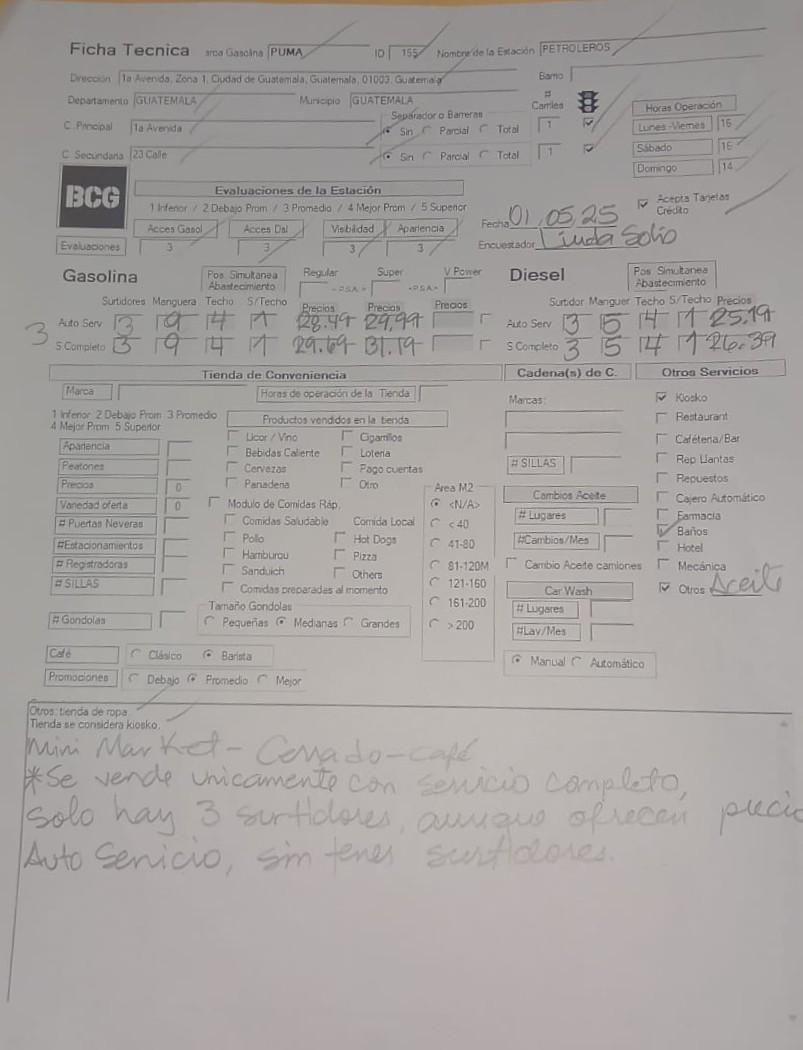 Ficha Tecnica arca Gasolina PUMA ID 155 Nombre de la Estación PETROLEROS
Dirección 1a Avenida, Zona 1, Ciudad de Guatemala, Guatemala, 01003, Guatemala Barrio
Departamento GUATEMALA Municipio GUATEMALA # Carriles Horas Operación
Separador o Barreras
C. Principal 1a Avenida Sin Parcial Total 1 Lunes -Viernes 16
C. Secundaria 23 Calle Sin Parcial Total 1 Sábado 16
Domingo 14
BCG
Evaluaciones de la Estación
1 Inferior / 2 Debajo Prom / 3 Promedio / 4 Mejor Prom / 5 Superior
Acepta Tarjetas Crédito
Fecha 01.05.25
Acces Gasol Acces Dsl Visibilidad Apariencia
Encuestador Linda Solio
Evaluaciones 3 3 3 3
Gasolina Pos. Simultanea Abastecimiento Regular Super V Power Diesel Pos. Simultanea Abastecimiento
-P.S.A.- -P.S.A.-
Surtidores Manguera Techo S/Techo Precios Precios Precios Surtidor Manguer Techo S/Techo Precios
3
Auto Serv 3 9 4 1 28.49 29.99 Auto Serv 3 5 4 1 25.19
S.Completo 3 9 4 1 29.69 31.19 S.Completo 3 5 4 1 26.39
Tienda de Conveniencia Cadena(s) de C. Otros Servicios
Marca Horas de operación de la Tienda
Marcas:
Kiosko
1 Inferior 2 Debajo Prom 3 Promedio
4 Mejor Prom 5 Superior
Productos vendidos en la tienda
Restaurant
Apariencia Licor / Vino Cigarrillos
Cafétería/Bar
Peatones Bebidas Caliente Lotería
Rep Llantas
Precios 0 Cervezas Pago cuentas
# SILLAS
Repuestos
Panadería Otro
Area M2
Variedad oferta 0 Modulo de Comidas Ráp. <N/A>
Cambios Aceite
Cajero Automático
# Puertas Neveras Comidas Saludable Comida Local < 40
# Lugares
Farmacia
#Estacionamientos Pollo Hot Dogs 41-80
#Cambios/Mes
Baños
# Registradoras Hamburqu Pizza 81-120M
Hotel
#SILLAS Sanduich Others 121-160
Cambio Aceite camiones
Mecánica
Comidas preparadas al momento
Car Wash
Otros Aceite
Tamaño Gondolas 161-200
# Lugares
# Gondolas Pequeñas Medianas Grandes > 200
#Lav/Mes
Café Clásico Barista
Manual Automático
Promociones Debajo Promedio Mejor
Otros: tienda de ropa.
Tienda se considera kiosko.
Mini Market - Cerrado - café
*Se vende unicamente con servicio completo,
solo hay 3 surtidores, aunque ofrecen precio
Auto Servicio, sin tener surtidores.